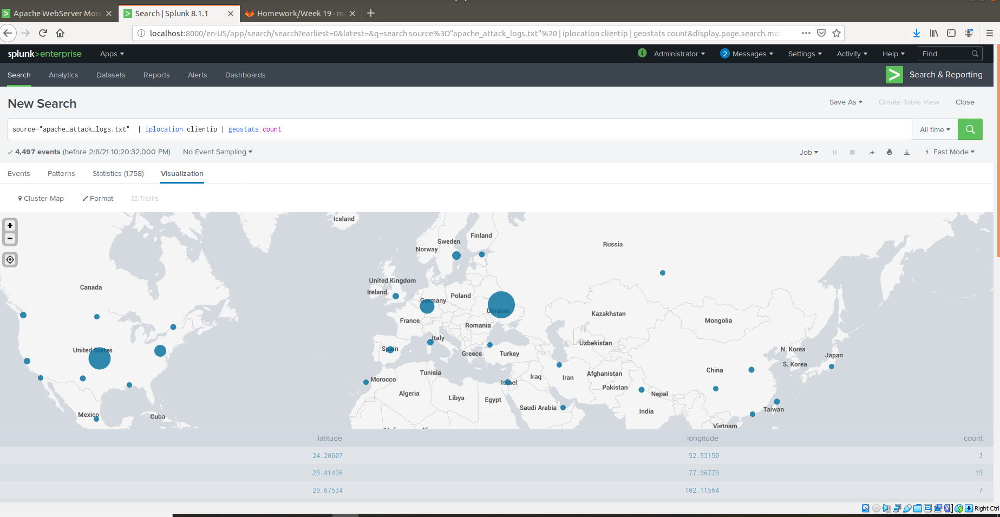 Apache WebServer Moni
Search | Splunk 8.1.1
Homework/Week 19 · ma
localhost:8000/en-US/app/search/search?earliest=0&latest=&q=search source%3D"apache_attack_logs.txt"%20 | iplocation clientip | geostats count&display.page.search.mod
splunk>enterprise Apps Administrator 2 Messages Settings Activity Help Find
Search Analytics Datasets Reports Alerts Dashboards Search & Reporting
New Search Save As Create Table View Close
source="apache_attack_logs.txt" | iplocation clientip | geostats count All time
4,497 events (before 2/8/21 10:20:32.000 PM) No Event Sampling Job Fast Mode
Events Patterns Statistics (1,758) Visualization
Cluster Map Format Trellis
+
-
Iceland
Finland
Sweden
Russia
Norway
United Kingdom
Canada
Ireland
Poland
Germany
Ukraine
Kazakhstan
France
Mongolia
Romania
Italy
Uzbekistan
United States
Spain
N. Korea
Greece
Turkey
Japan
S. Korea
China
Tunisia
Afghanistan
Iraq
Iran
Morocco
Israel
Pakistan
Algeria
Nepal
Libya
Egypt
Saudi Arabia
Taiwan
India
Mexico
Cuba
Vietnam
latitude longitude count
24.20607 52.53150 3
29.41426 77.96779 19
29.67534 102.11564 7
Right Ctrl